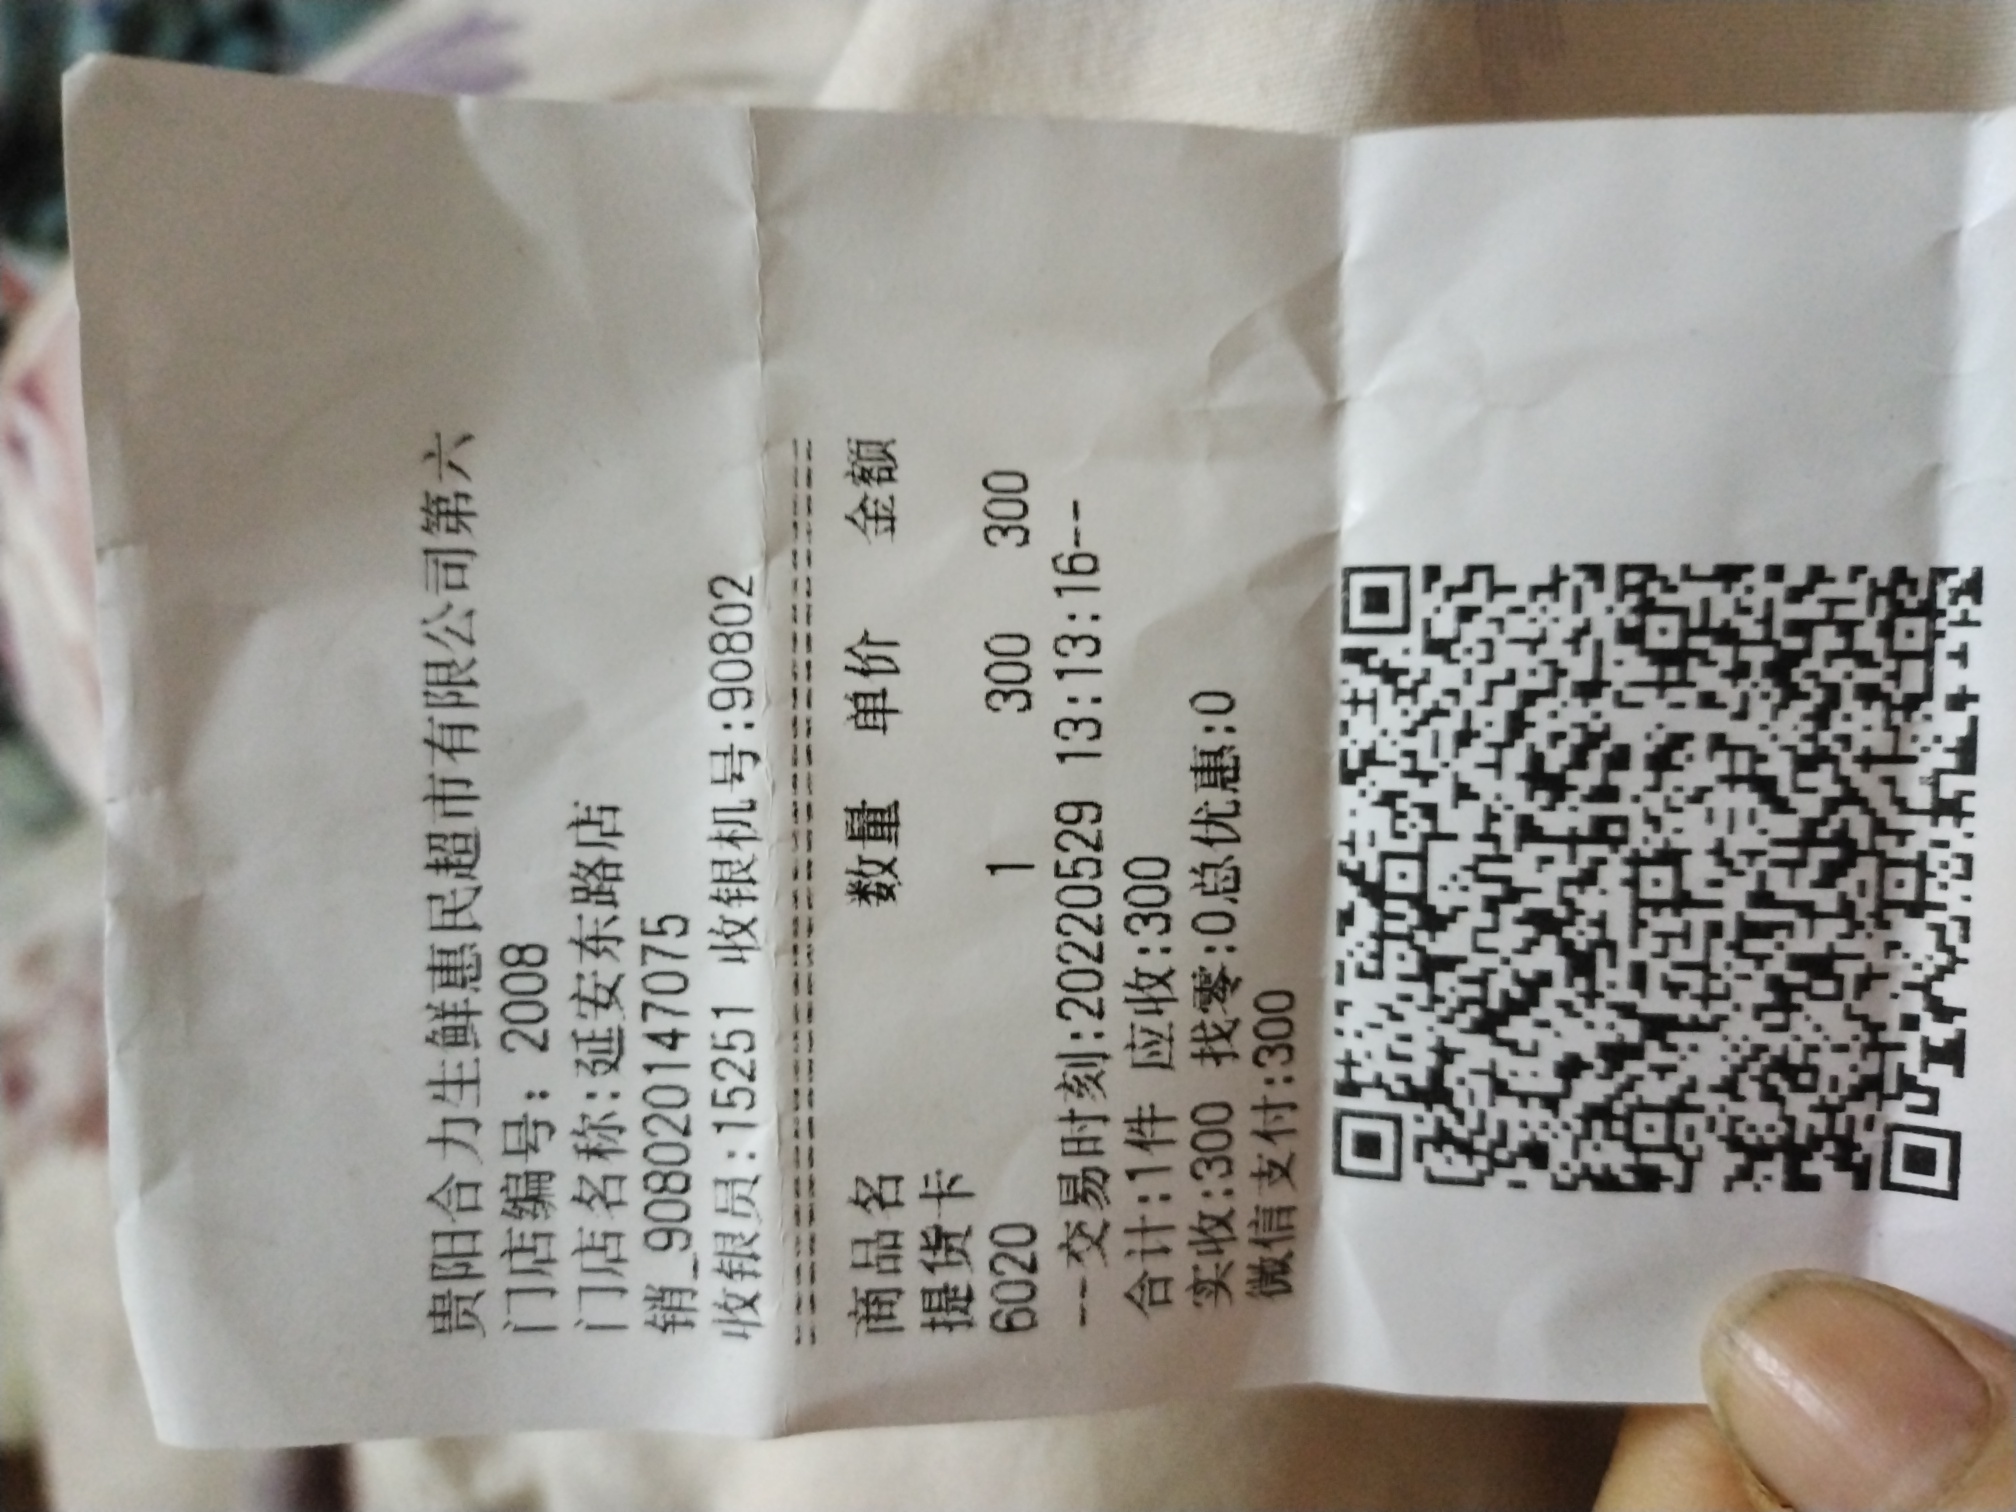 贵阳合力生鲜惠民超市有限公司第六
门店编号: 2008
门店名称:延安东路店
销_9080201470​75
收银员:15251 收银机号:90802
商品名 数量 单价 金额
提货卡
6020 1 300 300
---交易时刻:20220529 13:13:16---
合计:1件 应收:300
实收:300 找零:0总优惠:0
微信支付:300